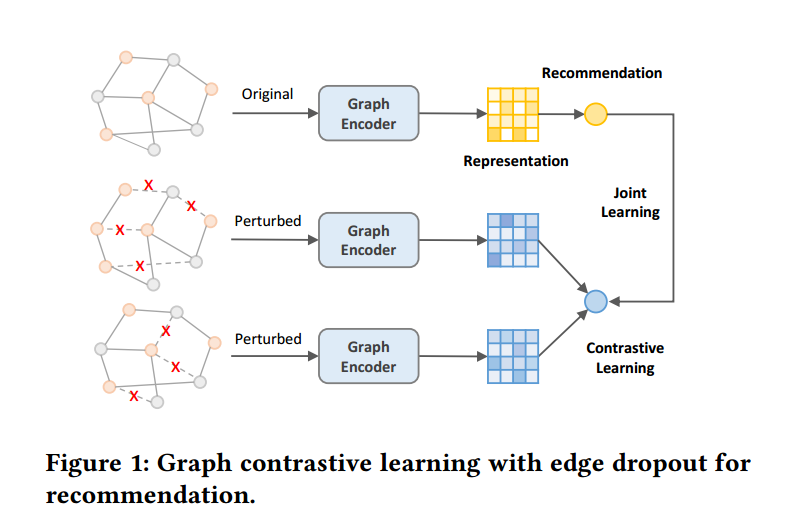 Recommendation
Original
Graph
Encoder
Representation
Joint
Learning
X
X
X
X
Perturbed
Graph
Encoder
X
X
X
Perturbed
Graph
Encoder
Contrastive
Learning
Figure 1: Graph contrastive learning with edge dropout for
recommendation.